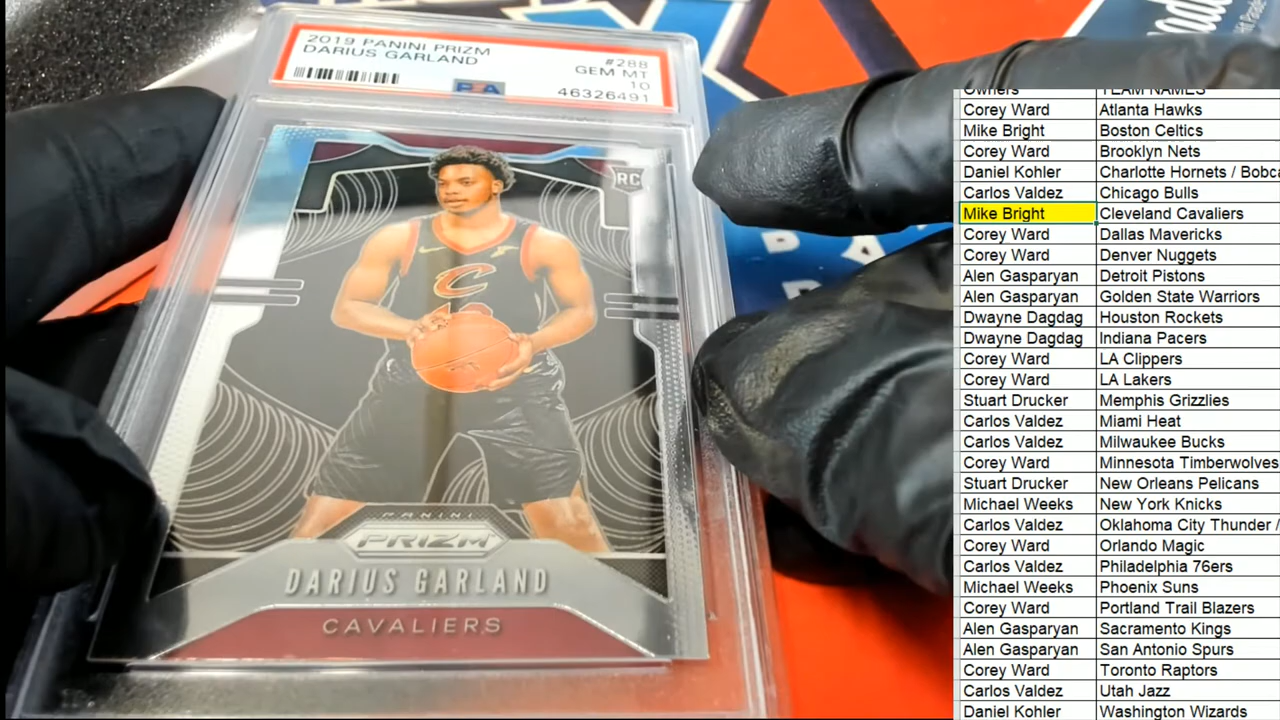 2019 PANINI PRIZM #288
DARIUS GARLAND GEM MT
10
PSA 46326491
RC
C
PANINI
PRIZM
DARIUS GARLAND
CAVALIERS
Owners TEAM NAMES
Corey Ward Atlanta Hawks
Mike Bright Boston Celtics
Corey Ward Brooklyn Nets
Daniel Kohler Charlotte Hornets / Bobca
Carlos Valdez Chicago Bulls
Mike Bright Cleveland Cavaliers
Corey Ward Dallas Mavericks
Corey Ward Denver Nuggets
Alen Gasparyan Detroit Pistons
Alen Gasparyan Golden State Warriors
Dwayne Dagdag Houston Rockets
Dwayne Dagdag Indiana Pacers
Corey Ward LA Clippers
Corey Ward LA Lakers
Stuart Drucker Memphis Grizzlies
Carlos Valdez Miami Heat
Carlos Valdez Milwaukee Bucks
Corey Ward Minnesota Timberwolves
Stuart Drucker New Orleans Pelicans
Michael Weeks New York Knicks
Carlos Valdez Oklahoma City Thunder /
Corey Ward Orlando Magic
Carlos Valdez Philadelphia 76ers
Michael Weeks Phoenix Suns
Corey Ward Portland Trail Blazers
Alen Gasparyan Sacramento Kings
Alen Gasparyan San Antonio Spurs
Corey Ward Toronto Raptors
Carlos Valdez Utah Jazz
Daniel Kohler Washington Wizards